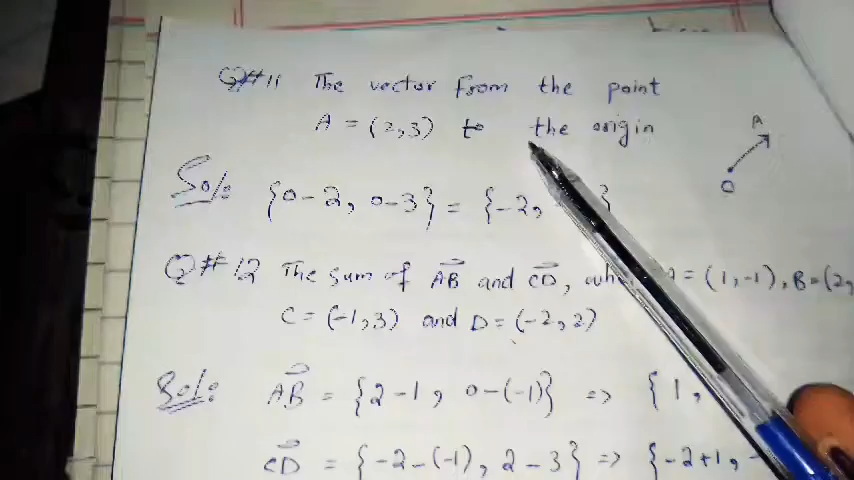 Q#11 The vector from the point
A = (2,3) to the origin
A
O
Sol: {0-2, 0-3} = {-2, }
Q#12 The sum of AB and CD, whe = (1,-1), B=(2,
C = (-1,3) and D = (-2,2)
Sol: AB = {2-1, 0-(-1)} => {1,
CD = {-2-(-1), 2-3} => {-2+1, -